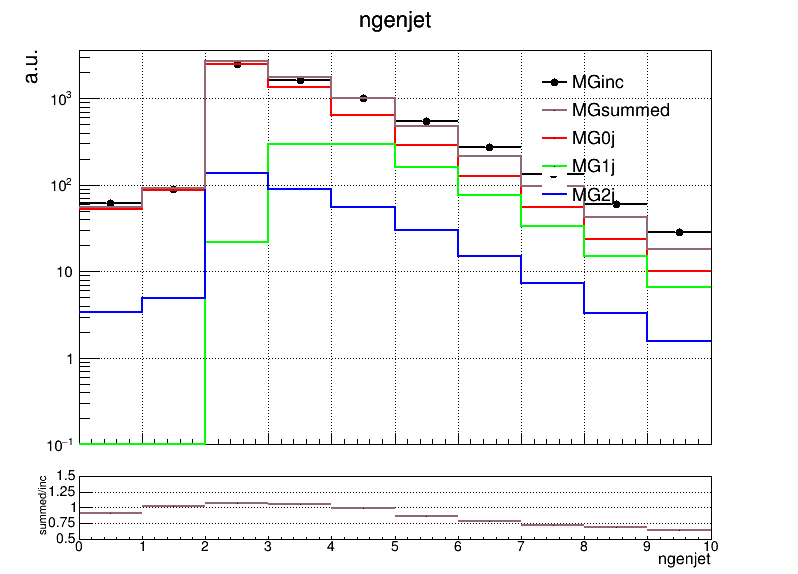 ngenjet
a.u.
10³
10²
10
1
10⁻¹
MGinc
MGsummed
MG0j
MG1j
MG2j
summed/inc
1.5
1.25
1
0.75
0.5
0 1 2 3 4 5 6 7 8 9 10
ngenjet